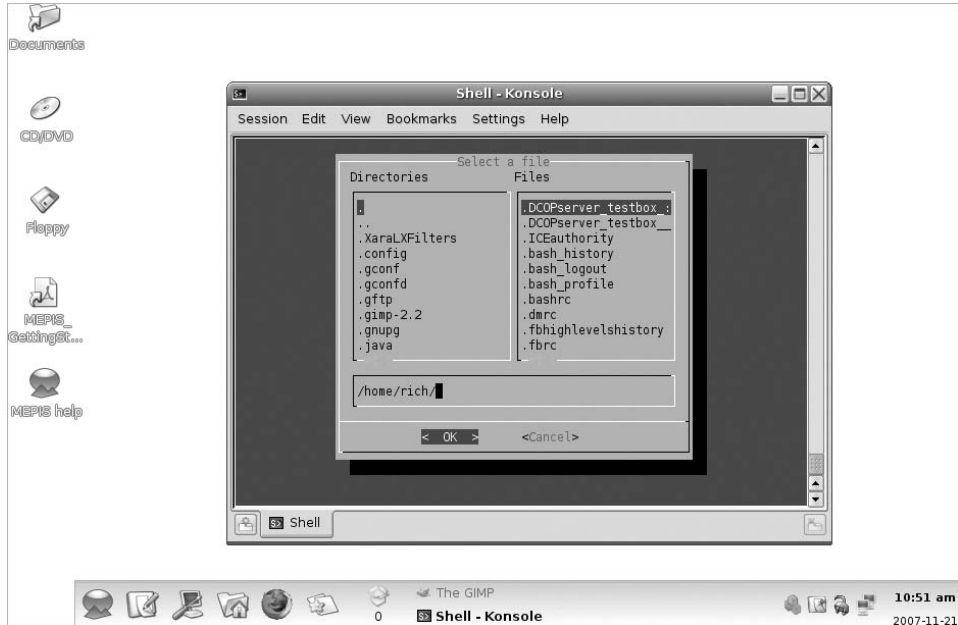 Documents
CD/DVD
Floppy
MEPIS_
GettingSt...
MEPIS help
Shell - Konsole
Session Edit View Bookmarks Settings Help
Select a file
Directories Files
. .DCOPserver_testbox_:
.. .DCOPserver_testbox__
.XaraLXFilters .ICEauthority
.config .bash_history
.gconf .bash_logout
.gconfd .bash_profile
.gftp .bashrc
.gimp-2.2 .dmrc
.gnupg .fbhighlevelshistory
.java .fbrc
/home/rich/
< OK > <Cancel>
Shell
0
The GIMP
Shell - Konsole
10:51 am
2007-11-21